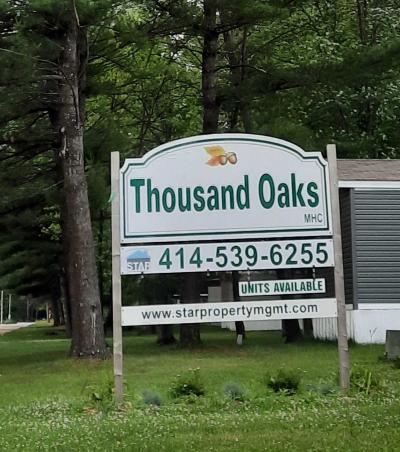 Thousand Oaks
MHC
STAR 414-539-6255
UNITS AVAILABLE
www.starpropertymgmt.com